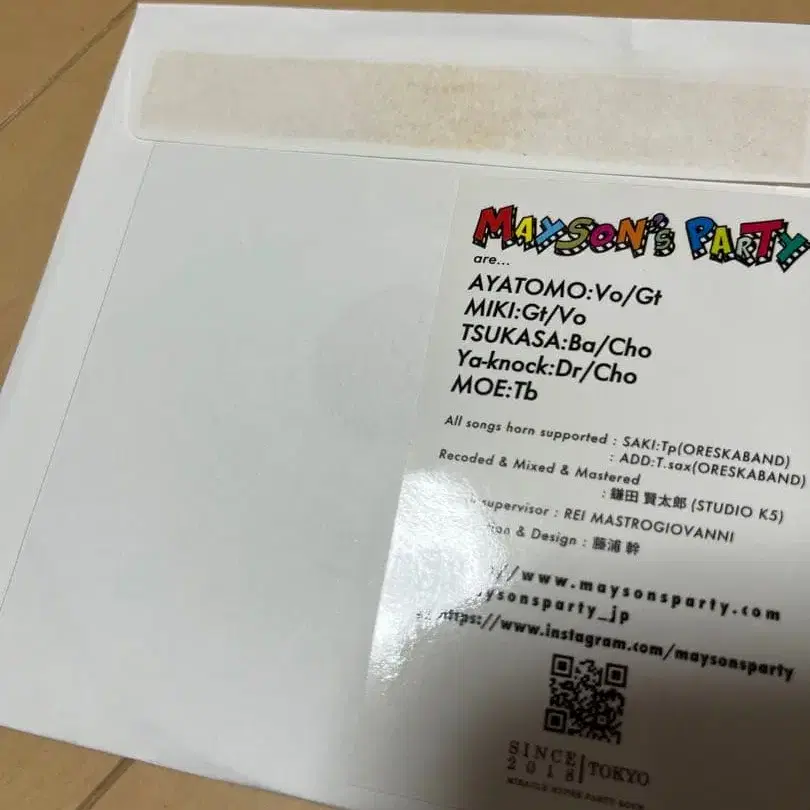 MAYSON's PARTY
are...
AYATOMO:Vo/Gt
MIKI:Gt/Vo
TSUKASA:Ba/Cho
Ya-knock:Dr/Cho
MOE:Tb
All songs horn supported : SAKI:Tp(ORESKABAND)
: ADD:T.sax(ORESKABAND)
Recoded & Mixed & Mastered
: 鎌田 賢太郎 (STUDIO K5)
supervisor : REI MASTROGIOVANNI
& Design : 藤浦 幹
//www.maysonsparty.com
ysonsparty_jp
https://www.instagram.com/maysonsparty
SINCE
2018
TOKYO